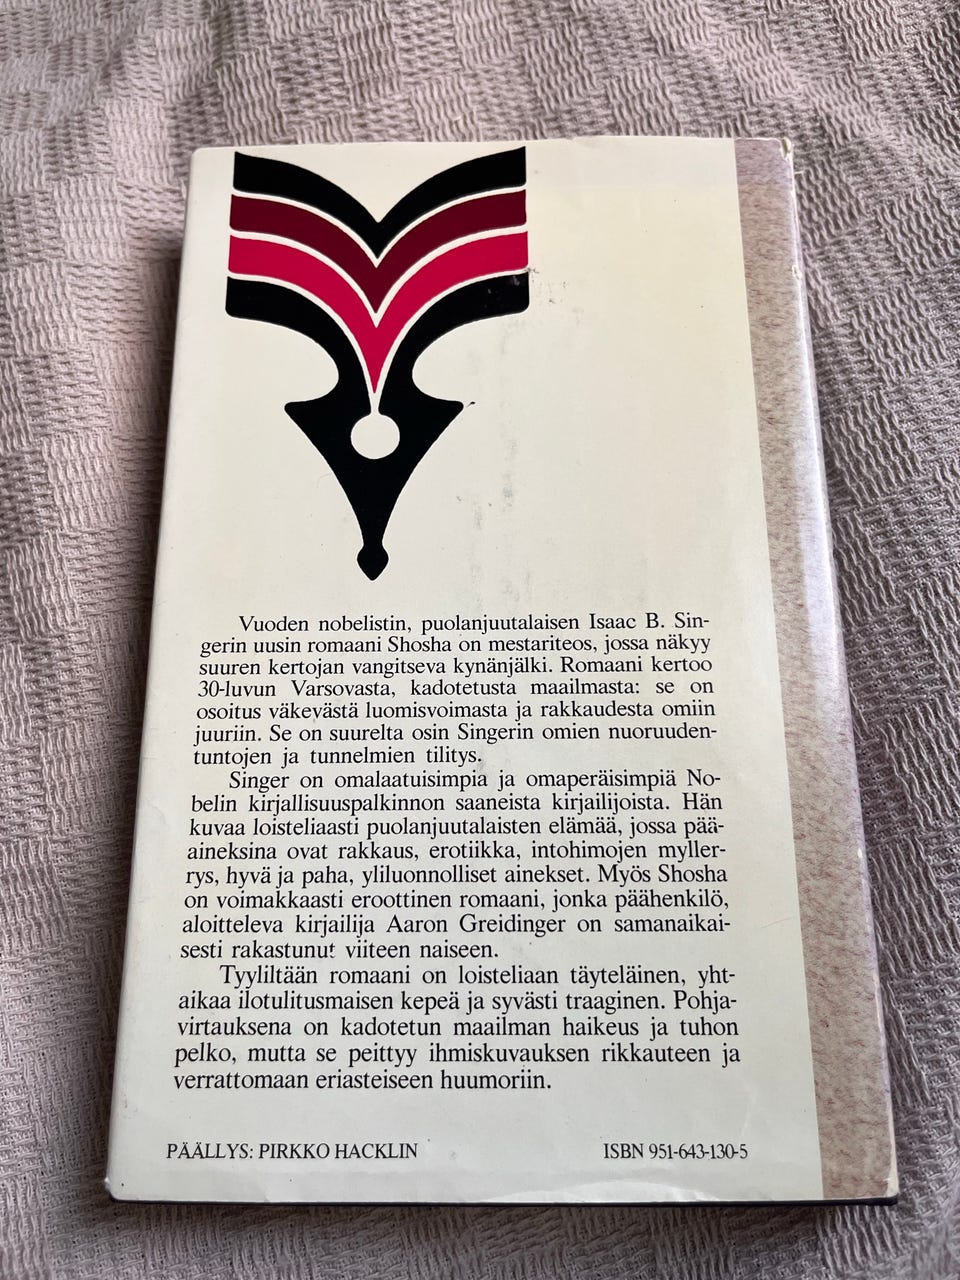 Vuoden nobelistin, puolanjuutalaisen Isaac B. Sin-
gerin uusin romaani Shosha on mestariteos, jossa näkyy
suuren kertojan vangitseva kynänjälki. Romaani kertoo
30-luvun Varsovasta, kadotetusta maailmasta: se on
osoitus väkevästä luomisvoimasta ja rakkaudesta omiin
juuriin. Se on suurelta osin Singerin omien nuoruuden-
tuntojen ja tunnelmien tilitys.
Singer on omalaatuisimpia ja omaperäisimpiä No-
belin kirjallisuuspalkinnon saaneista kirjailijoista. Hän
kuvaa loisteliaasti puolanjuutalaisten elämää, jossa pää-
aineksina ovat rakkaus, erotiikka, intohimojen myller-
rys, hyvä ja paha, yliluonnolliset ainekset. Myös Shosha
on voimakkaasti eroottinen romaani, jonka päähenkilö,
aloitteleva kirjailija Aaron Greidinger on samanaikai-
sesti rakastunut viiteen naiseen.
Tyyliltään romaani on loisteliaan täyteläinen, yht-
aikaa ilotulitusmaisen kepeä ja syvästi traaginen. Pohja-
virtauksena on kadotetun maailman haikeus ja tuhon
pelko, mutta se peittyy ihmiskuvauksen rikkauteen ja
verrattomaan eriasteiseen huumoriin.
PÄÄLLYS: PIRKKO HACKLIN
ISBN 951-643-130-5